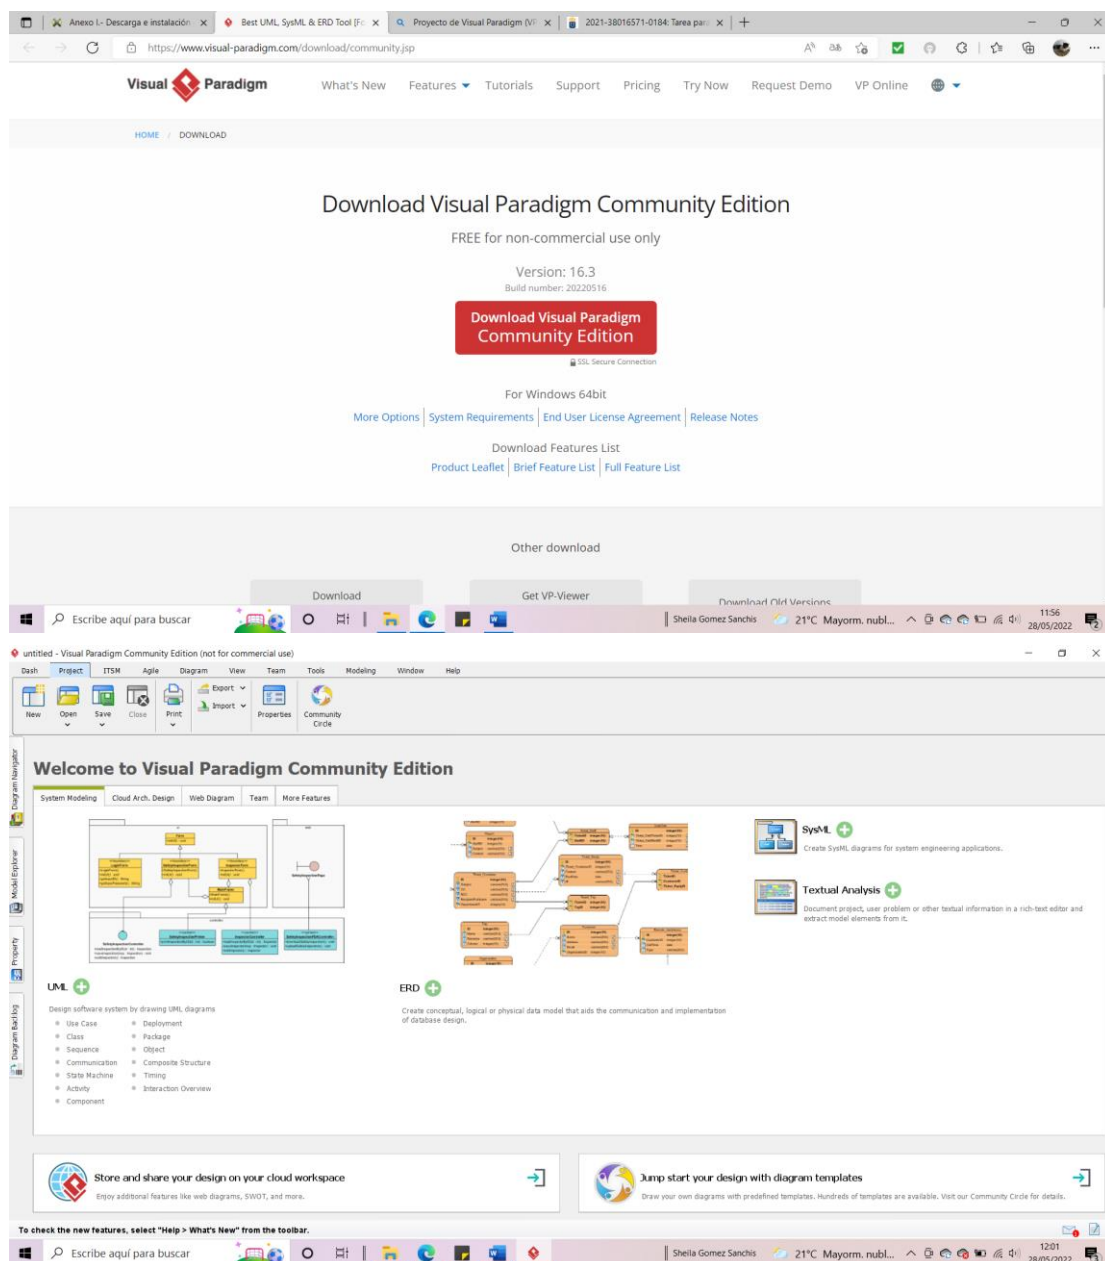 Anexo I.- Descarga e instalación
Best UML, SysML & ERD Tool [Fo
Proyecto de Visual Paradigm (VP
2021-38016571-0184: Tarea para
https://www.visual-paradigm.com/download/community.jsp
Visual Paradigm
What's New Features Tutorials Support Pricing Try Now Request Demo VP Online
HOME / DOWNLOAD
Download Visual Paradigm Community Edition
FREE for non-commercial use only
Version: 16.3
Build number: 20220516
Download Visual Paradigm
Community Edition
SSL Secure Connection
For Windows 64bit
More Options System Requirements End User License Agreement Release Notes
Download Features List
Product Leaflet Brief Feature List Full Feature List
Other download
Download
Get VP-Viewer
Download Old Versions
Escribe aquí para buscar
Sheila Gomez Sanchis
21°C Mayorm. nubl...
11:56
28/05/2022
untitled - Visual Paradigm Community Edition (not for commercial use)
Dash Project ITSM Agile Diagram View Team Tools Modeling Window Help
New Open Save Close Print
Export
Import
Properties
Community
Circle
Diagram Navigator
Model Explorer
Property
Diagram Backlog
Welcome to Visual Paradigm Community Edition
System Modeling Cloud Arch. Design Web Diagram Team More Features
UML
Design software system by drawing UML diagrams
Use Case Deployment
Class Package
Sequence Object
Communication Composite Structure
State Machine Timing
Activity Interaction Overview
Component
ERD
Create conceptual, logical or physical data model that aids the communication and implementation
of database design.
SysML
Create SysML diagrams for system engineering applications.
Textual Analysis
Document project, user problem or other textual information in a rich-text editor and
extract model elements from it.
Store and share your design on your cloud workspace
Enjoy additional features like web diagrams, SWOT, and more.
Jump start your design with diagram templates
Draw your own diagrams with predefined templates. Hundreds of templates are available. Visit our Community Circle for details.
To check the new features, select "Help > What's New" from the toolbar.
Escribe aquí para buscar
Sheila Gomez Sanchis
21°C Mayorm. nubl...
12:01
28/05/2022